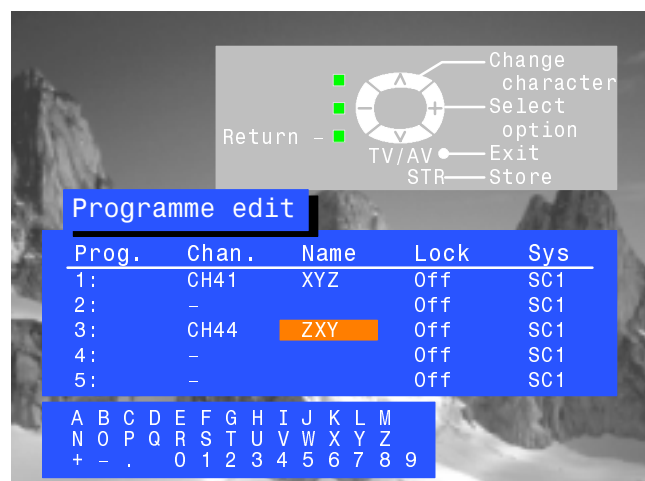 Change
character
Select
option
Return –
TV/AV
Exit
STR
Store
Programme edit
Prog. Chan. Name Lock Sys
1: CH41 XYZ Off SC1
2: – Off SC1
3: CH44 ZXY Off SC1
4: – Off SC1
5: – Off SC1
A B C D E F G H I J K L M
N O P Q R S T U V W X Y Z
+ – . 0 1 2 3 4 5 6 7 8 9